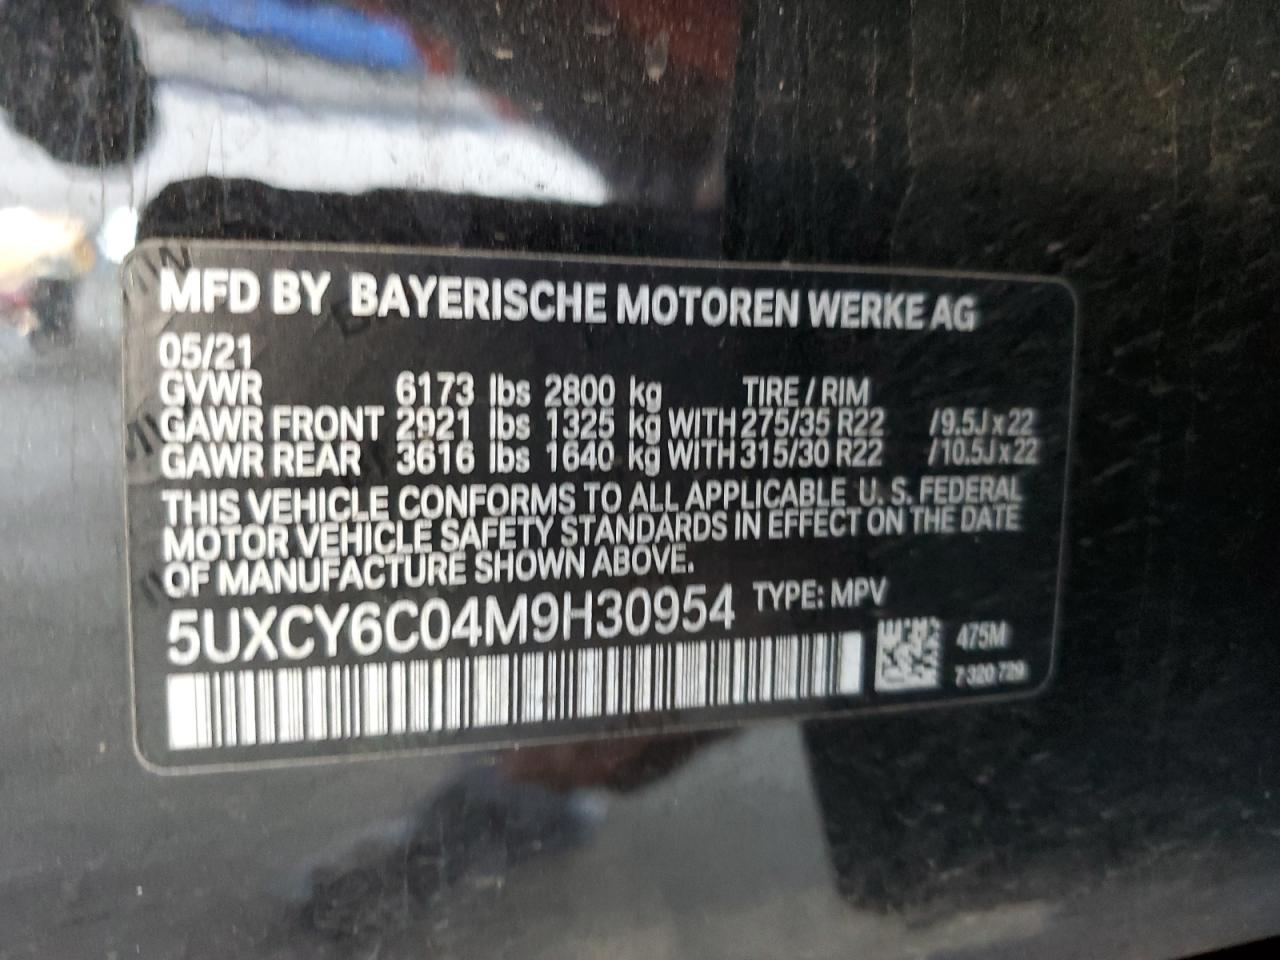 MFD BY BAYERISCHE MOTOREN WERKE AG
05/21
GVWR 6173 lbs 2800 kg TIRE / RIM
GAWR FRONT 2921 lbs 1325 kg WITH 275/35 R22 /9.5J x 22
GAWR REAR 3616 lbs 1640 kg WITH 315/30 R22 /10.5J x 22
THIS VEHICLE CONFORMS TO ALL APPLICABLE U. S. FEDERAL
MOTOR VEHICLE SAFETY STANDARDS IN EFFECT ON THE DATE
OF MANUFACTURE SHOWN ABOVE.
5UXCY6C04M9H30954 TYPE: MPV
475M
7 320 729